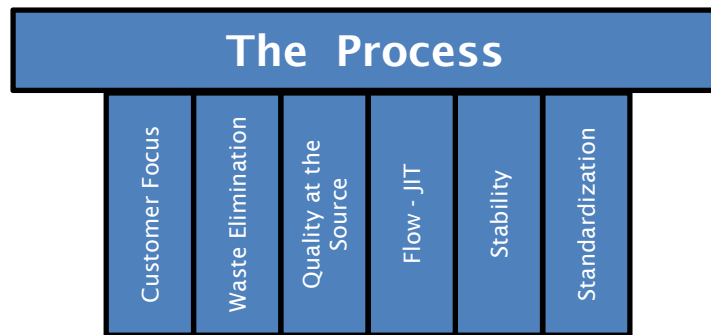 The Process
Customer Focus
Waste Elimination
Quality at the
Source
Flow - JIT
Stability
Standardization